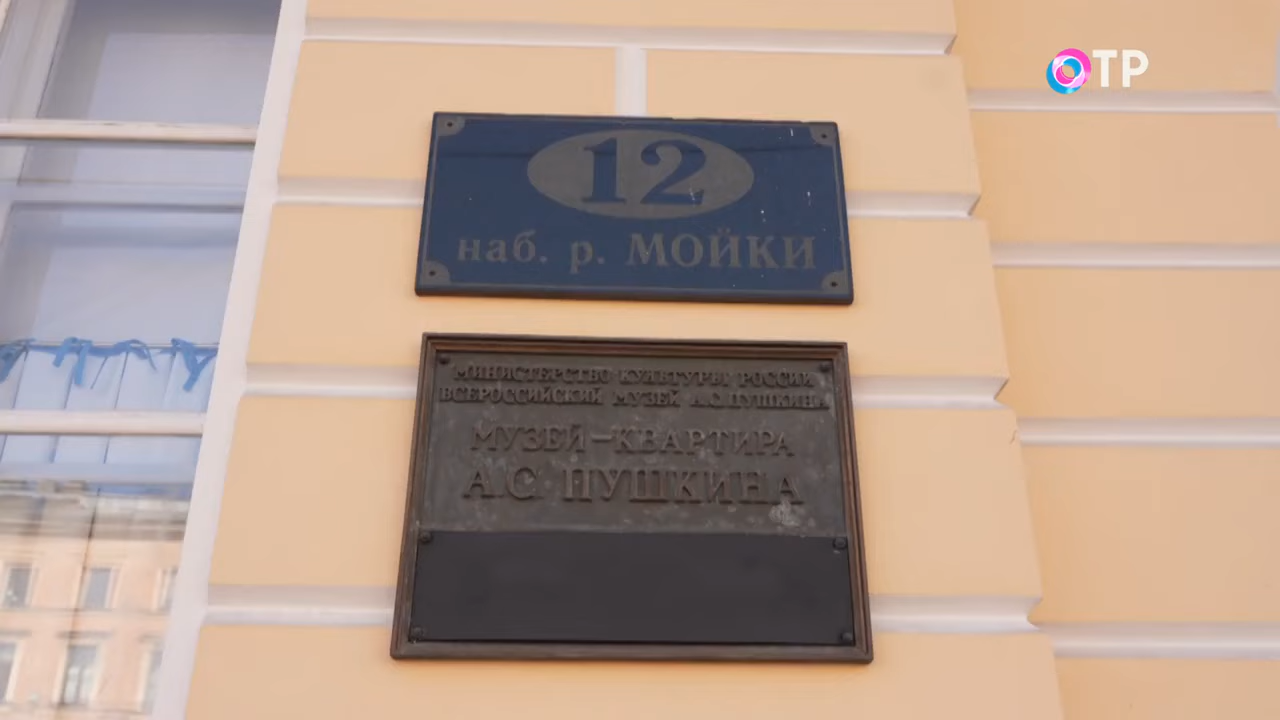 ОТР
12
наб. р. МОЙКИ
МИНИСТЕРСТВО КУЛЬТУРЫ РОССИИ
ВСЕРОССИЙСКИЙ МУЗЕЙ А.С.ПУШКИНА
МУЗЕЙ-КВАРТИРА
А.С. ПУШКИНА